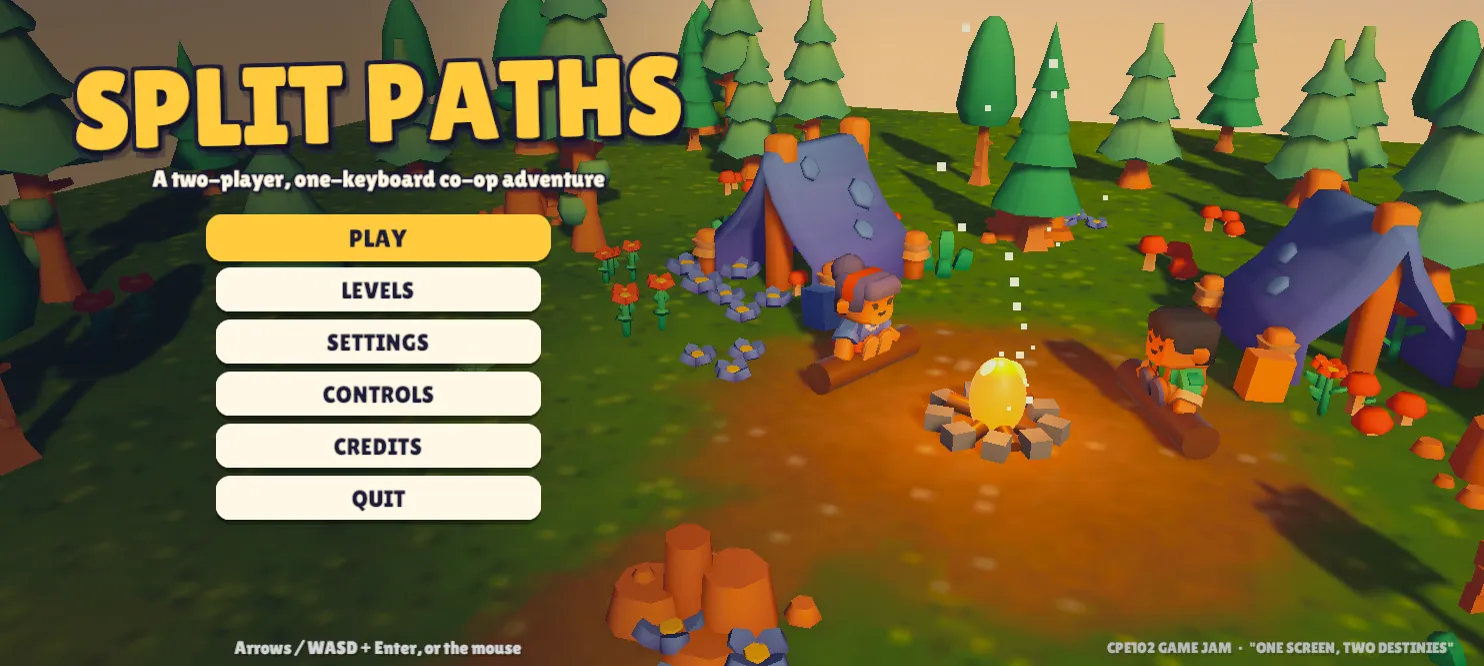 SPLIT PATHS
A two-player, one-keyboard co-op adventure
PLAY
LEVELS
SETTINGS
CONTROLS
CREDITS
QUIT
Arrows / WASD + Enter, or the mouse
CPE102 GAME JAM · "ONE SCREEN, TWO DESTINIES"